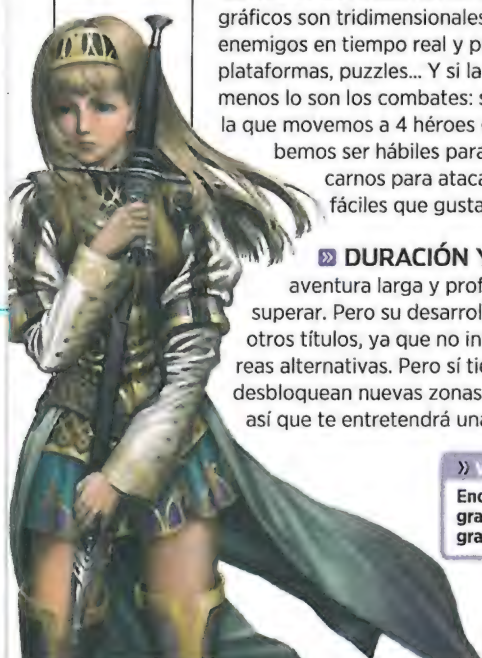 gráficos son tridimensionales
enemigos en tiempo real y p
plataformas, puzzles... Y si la
menos lo son los combates: s
la que movemos a 4 héroes
bemos ser hábiles para
carnos para ataca
fáciles que gusta
» DURACIÓN Y
aventura larga y prof
superar. Pero su desarrol
otros títulos, ya que no in
reas alternativas. Pero sí tie
desbloquean nuevas zonas
así que te entretendrá una
»
Enc
gra
gra